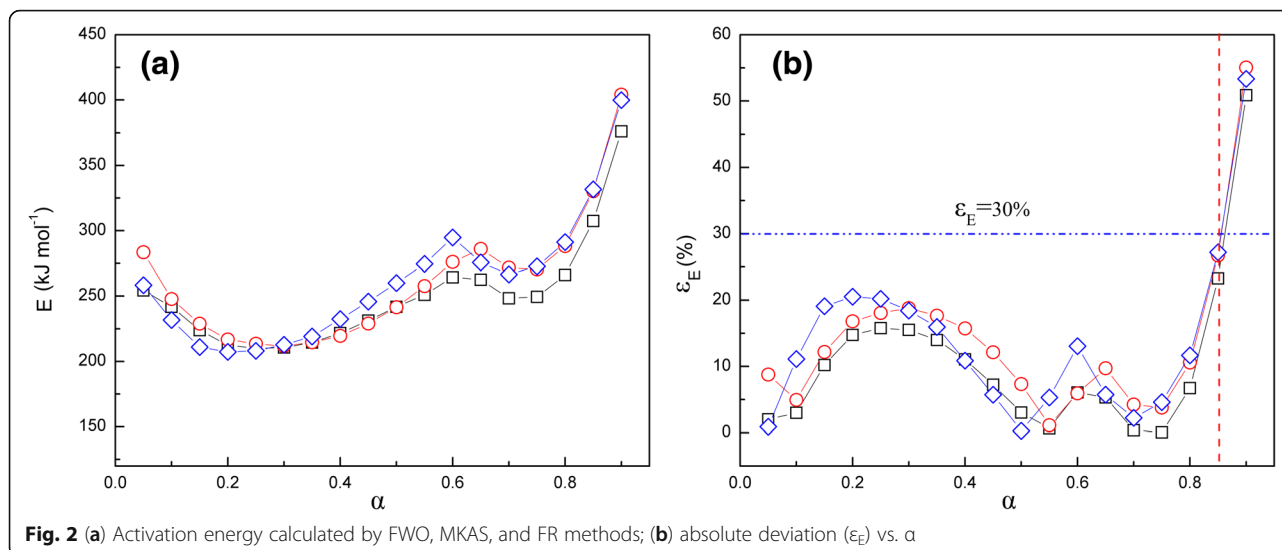 (a)
E (kJ mol⁻¹)
400
350
300
250
200
150
0.0 0.2 0.4 0.6 0.8
α
(b)
ε_E (%)
60
50
40
30
20
10
0
ε_E=30%
0.0 0.2 0.4 0.6 0.8
α
Fig. 2 (a) Activation energy calculated by FWO, MKAS, and FR methods; (b) absolute deviation (ε_E) vs. α